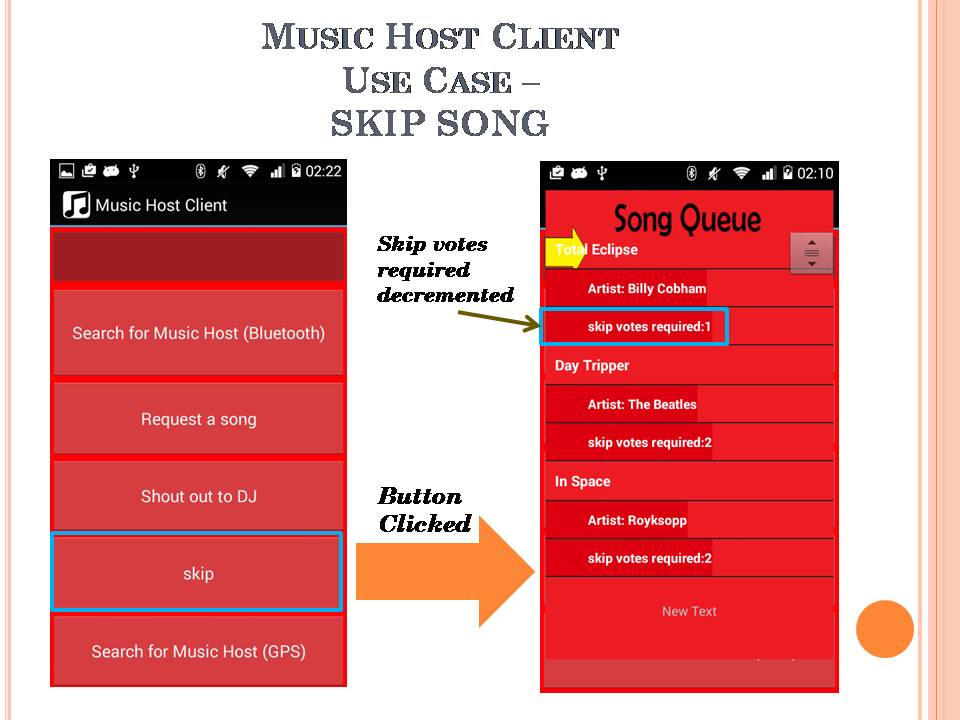 MUSIC HOST CLIENT
USE CASE –
SKIP SONG
02:22
Music Host Client
Search for Music Host (Bluetooth)
Request a song
Shout out to DJ
skip
Search for Music Host (GPS)
Skip votes
required
decremented
Button
Clicked
02:10
Song Queue
Total Eclipse
Artist: Billy Cobham
skip votes required:1
Day Tripper
Artist: The Beatles
skip votes required:2
In Space
Artist: Royksopp
skip votes required:2
New Text